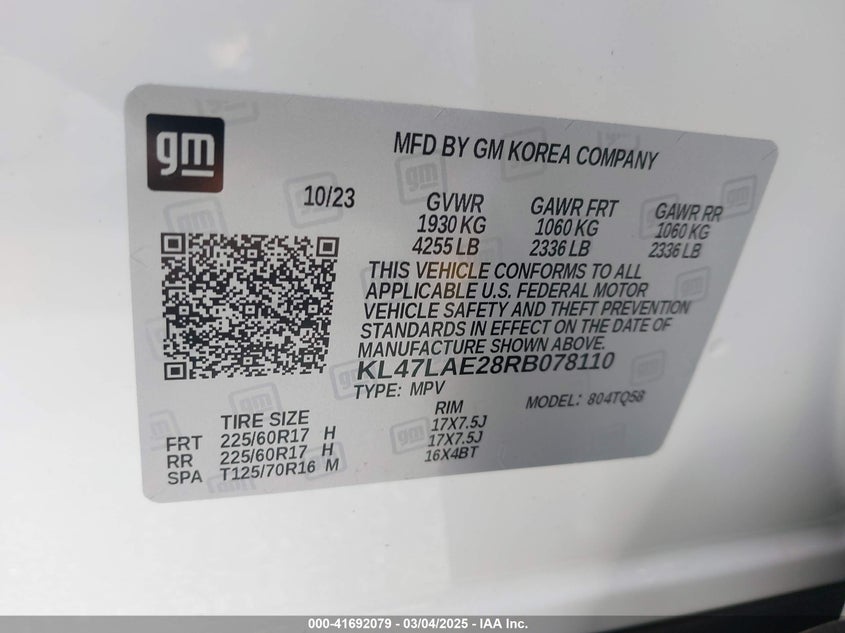 gm
MFD BY GM KOREA COMPANY
10/23
GVWR GAWR FRT GAWR RR
1930 KG 1060 KG 1060 KG
4255 LB 2336 LB 2336 LB
THIS VEHICLE CONFORMS TO ALL
APPLICABLE U.S. FEDERAL MOTOR
VEHICLE SAFETY AND THEFT PREVENTION
STANDARDS IN EFFECT ON THE DATE OF
MANUFACTURE SHOWN ABOVE.
KL47LAE28RB078110
TYPE: MPV MODEL: 804TQ58
TIRE SIZE RIM
FRT 225/60R17 H 17X7.5J
RR 225/60R17 H 17X7.5J
SPA T125/70R16 M 16X4BT
000-41692079 - 03/04/2025 - IAA Inc.